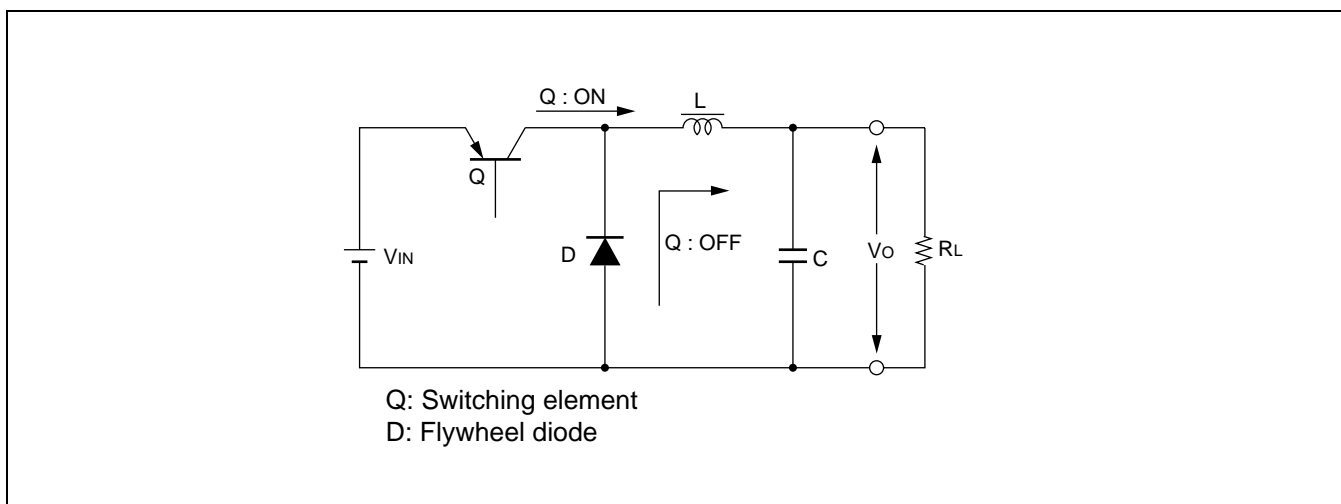 Q : ON
L
Q
VIN
D
Q : OFF
C
VO
RL
Q: Switching element
D: Flywheel diode